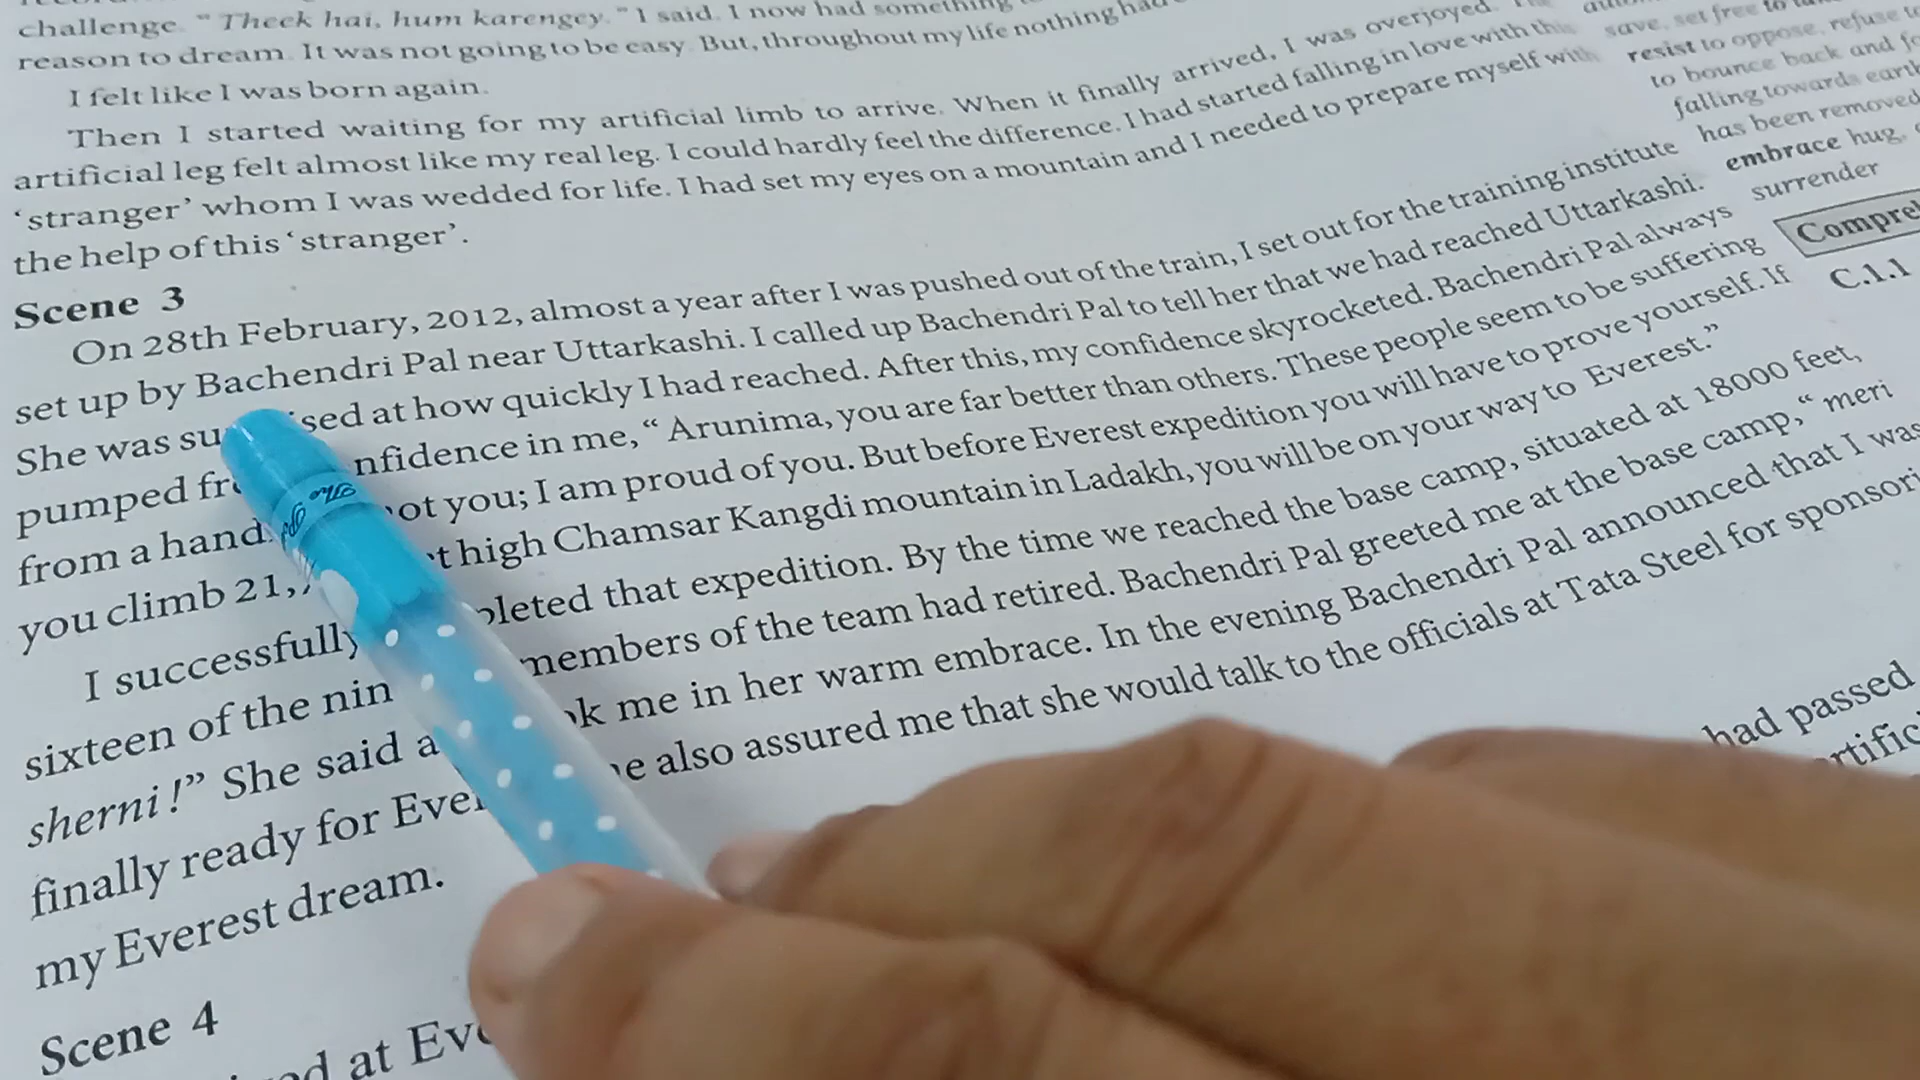 challenge. "Theek hai, hum karengey." I said. I now had something
reason to dream. It was not going to be easy. But, throughout my life nothing had
I felt like I was born again.
Then I started waiting for my artificial limb to arrive. When it finally arrived, I was overjoyed.
artificial leg felt almost like my real leg. I could hardly feel the difference. I had started falling in love with this
'stranger' whom I was wedded for life. I had set my eyes on a mountain and I needed to prepare myself with
the help of this 'stranger'.
Scene 3
On 28th February, 2012, almost a year after I was pushed out of the train, I set out for the training institute
set up by Bachendri Pal near Uttarkashi. I called up Bachendri Pal to tell her that we had reached Uttarkashi.
She was su ised at how quickly I had reached. After this, my confidence skyrocketed. Bachendri Pal always
pumped fr nfidence in me, "Arunima, you are far better than others. These people seem to be suffering
from a hand ot you; I am proud of you. But before Everest expedition you will have to prove yourself. If
you climb 21, t high Chamsar Kangdi mountain in Ladakh, you will be on your way to Everest."
I successfully pleted that expedition. By the time we reached the base camp, situated at 18000 feet,
sixteen of the nin members of the team had retired. Bachendri Pal greeted me at the base camp, "meri
sherni!" She said a ok me in her warm embrace. In the evening Bachendri Pal announced that I was
finally ready for Ever e also assured me that she would talk to the officials at Tata Steel for sponsori
my Everest dream.
Scene 4
ed at Eve
save, set free
resist to oppose, refuse to
to bounce back and fo
falling towards earth
has been removed
embrace hug,
surrender
Compre
C.1.1
had passed
rtific